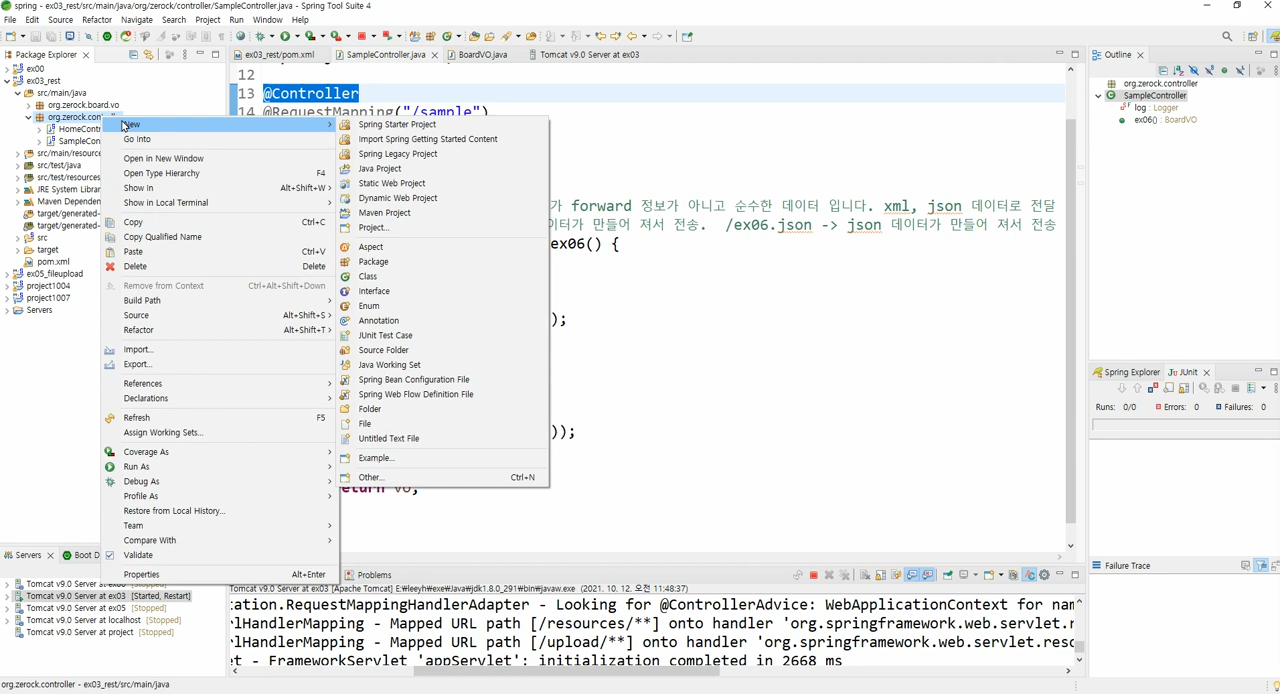 spring - ex03_rest/src/main/java/org/zerock/controller/SampleController.java - Spring Tool Suite 4
File Edit Source Refactor Navigate Search Project Run Window Help
Package Explorer
ex00
ex03_rest
src/main/java
org.zerock.board.vo
org.zerock.cont
HomeContr
SampleCon
src/main/resource
src/test/java
src/test/resources
JRE System Librar
Maven Dependen
target/generated-
target/generated-
src
target
pom.xml
ex05_fileupload
project1004
project1007
Servers
New
Go Into
Open in New Window
Open Type Hierarchy F4
Show In Alt+Shift+W
Show in Local Terminal
Copy Ctrl+C
Copy Qualified Name
Paste Ctrl+V
Delete Delete
Remove from Context Ctrl+Alt+Shift+Down
Build Path
Source Alt+Shift+S
Refactor Alt+Shift+T
Import...
Export...
References
Declarations
Refresh F5
Assign Working Sets...
Coverage As
Run As
Debug As
Profile As
Restore from Local History...
Team
Compare With
Validate
Properties Alt+Enter
Spring Starter Project
Import Spring Getting Started Content
Spring Legacy Project
Java Project
Static Web Project
Dynamic Web Project
Maven Project
Project...
Aspect
Package
Class
Interface
Enum
Annotation
JUnit Test Case
Source Folder
Java Working Set
Spring Bean Configuration File
Spring Web Flow Definition File
Folder
File
Untitled Text File
Example...
Other... Ctrl+N
ex03_rest/pom.xml SampleController.java BoardVO.java Tomcat v9.0 Server at ex03
12
13 @Controller
14 @RequestMapping("/sample")
가 forward 정보가 아니고 순수한 데이터 입니다. xml, json 데이터로 전달
이터가 만들어 져서 전송. /ex06.json -> json 데이터가 만들어 져서 전송
ex06() {
);
));
return vo;
Outline
org.zerock.controller
SampleController
log : Logger
ex06() : BoardVO
Spring Explorer JUnit
Runs: 0/0 Errors: 0 Failures: 0
Failure Trace
Servers Boot D
Tomcat v9.0 Server at ex00 [Stopped]
Tomcat v9.0 Server at ex03 [Started, Restart]
Tomcat v9.0 Server at ex05 [Stopped]
Tomcat v9.0 Server at localhost [Stopped]
Tomcat v9.0 Server at project [Stopped]
Problems
Tomcat v9.0 Server at ex03 [Apache Tomcat] E:₩leeyh₩exe₩Java₩jdk1.8.0_291₩bin₩javaw.exe (2021. 10. 12. 오전 11:48:37)
ation.RequestMappingHandlerAdapter - Looking for @ControllerAdvice: WebApplicationContext for nam
lHandlerMapping - Mapped URL path [/resources/**] onto handler 'org.springframework.web.servlet.r
lHandlerMapping - Mapped URL path [/upload/**] onto handler 'org.springframework.web.servlet.reso
t - FrameworkServlet 'appServlet': initialization completed in 2668 ms
org.zerock.controller - ex03_rest/src/main/java